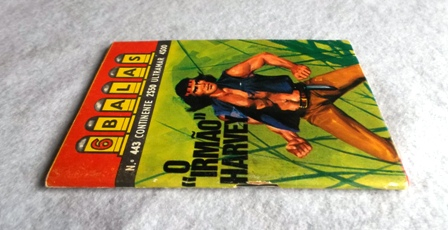 6 BALAS
N.º 443 CONTINENTE 2$50 ULTRAMAR 4$00
O
"IRMÃO"
HARVEY